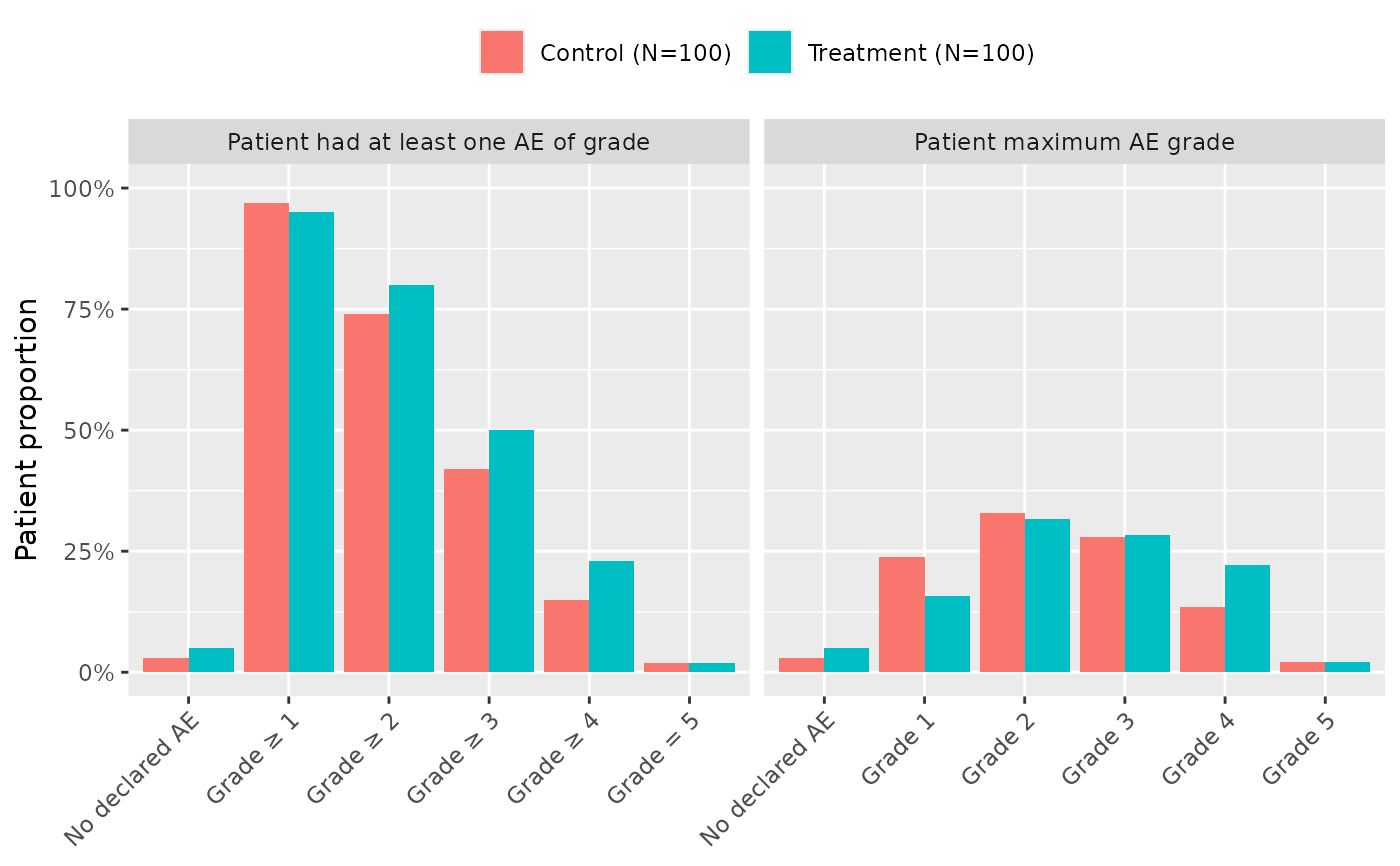 Control (N=100) Treatment (N=100)
Patient had at least one AE of grade Patient maximum AE grade
Patient proportion
100%
75%
50%
25%
0%
No declared AE Grade ≥ 1 Grade ≥ 2 Grade ≥ 3 Grade ≥ 4 Grade = 5 No declared AE Grade 1 Grade 2 Grade 3 Grade 4 Grade 5